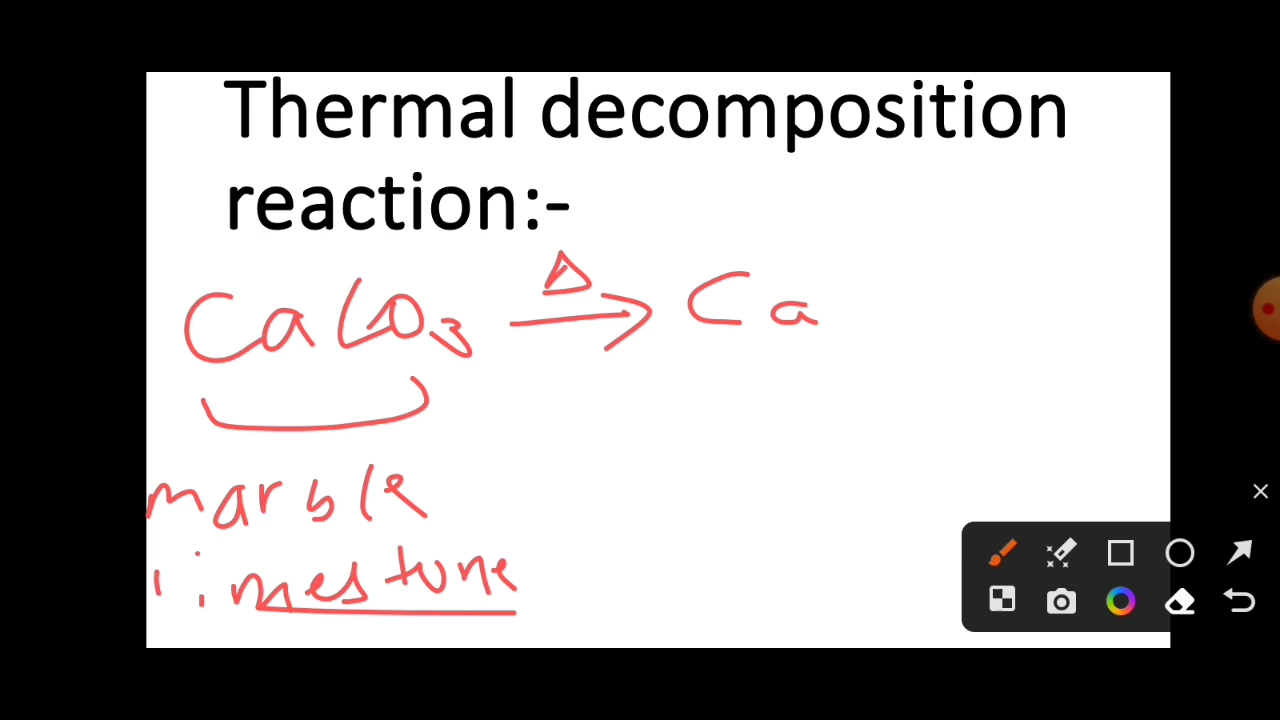 Thermal decomposition
reaction:-
CaCO₃ Δ→ Ca
marble
limestone